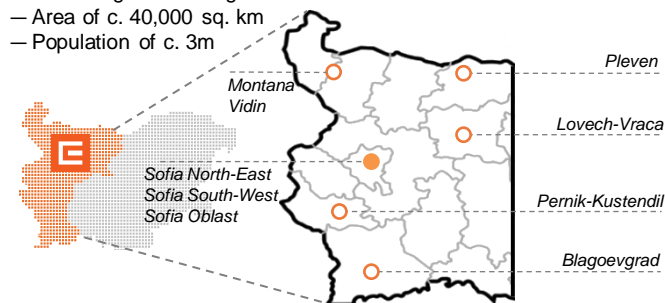 — Area of c. 40,000 sq. km
— Population of c. 3m
Montana
Vidin
Pleven
Lovech-Vraca
Sofia North-East
Sofia South-West
Sofia Oblast
Pernik-Kustendil
Blagoevgrad